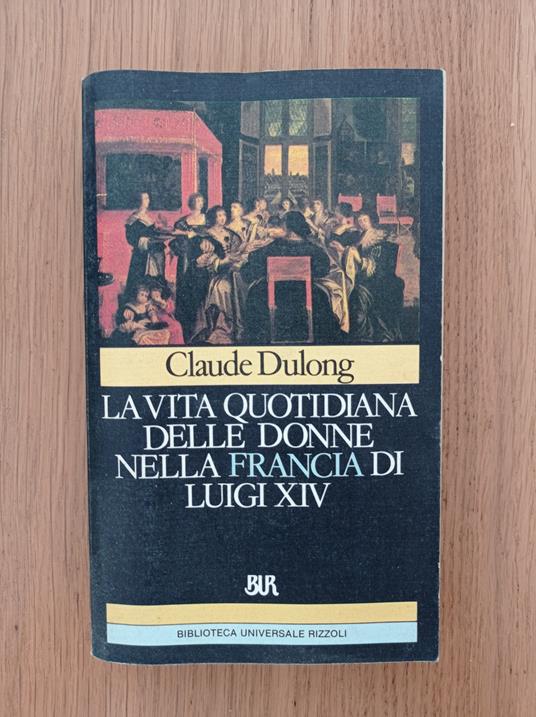 Claude Dulong
LA VITA QUOTIDIANA
DELLE DONNE
NELLA FRANCIA DI
LUIGI XIV
BUR
BIBLIOTECA UNIVERSALE RIZZOLI